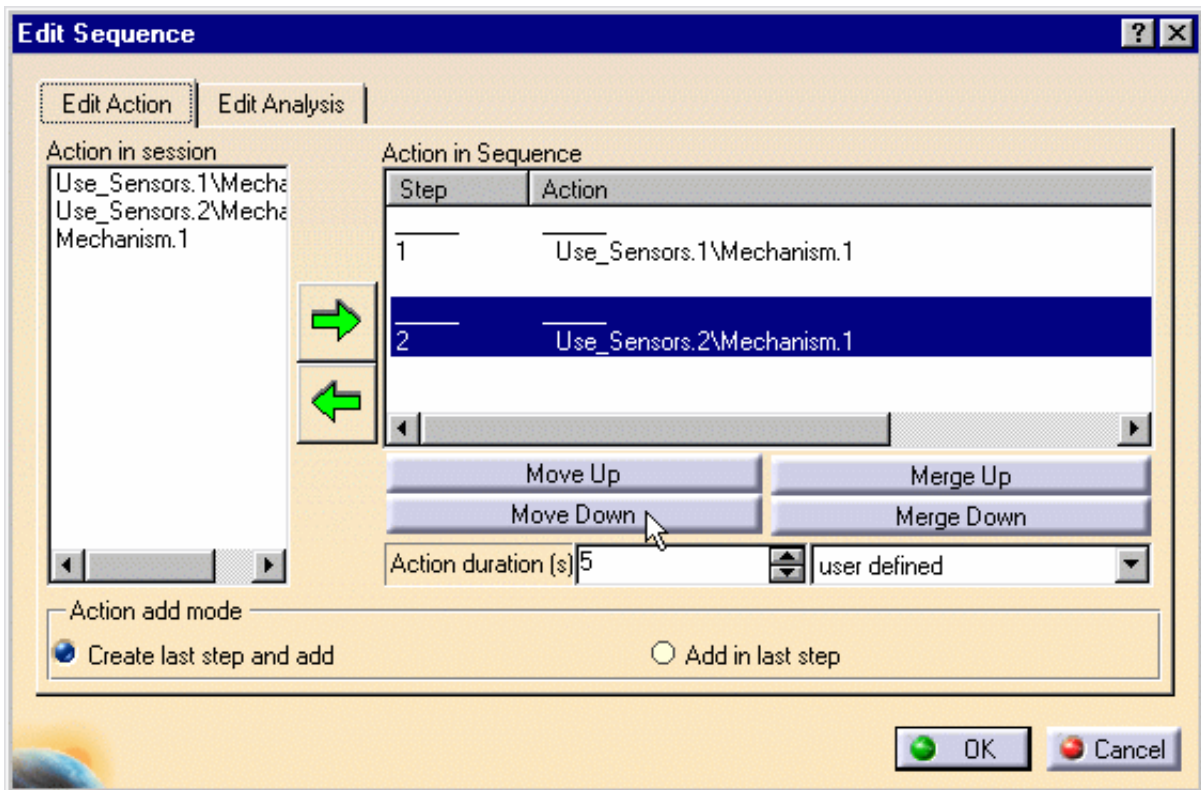 Edit Sequence
Edit Action
Edit Analysis
Action in session
Use_Sensors.1\Mecha
Use_Sensors.2\Mecha
Mechanism.1
Action in Sequence
Step Action
1 Use_Sensors.1\Mechanism.1
2 Use_Sensors.2\Mechanism.1
Move Up
Merge Up
Move Down
Merge Down
Action duration (s) 5 user defined
Action add mode
Create last step and add
Add in last step
OK
Cancel